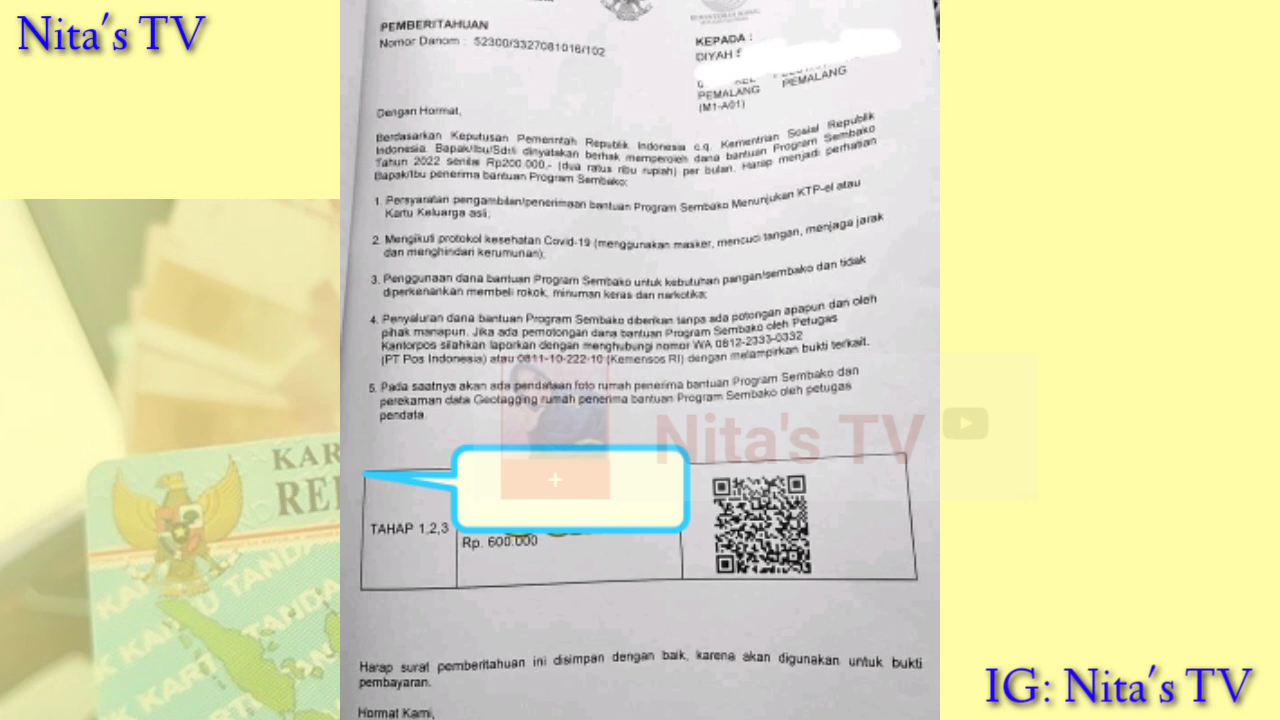 Nita's TV
PEMBERITAHUAN
Nomor Danom : 52300/3327081016/102
KEPADA :
DIYAH
KEL
PEMALANG PEMALANG
(M1-A01)
Dengan Hormat,
Berdasarkan Keputusan Pemerintah Republik Indonesia c.q. Kementrian Sosial Republik
Indonesia. Bapak/Ibu/Sdr/i dinyatakan berhak memperoleh dana bantuan Program Sembako
Tahun 2022 senilai Rp200.000,- (dua ratus ribu rupiah) per bulan. Harap menjadi perhatian
Bapak/Ibu penerima bantuan Program Sembako:
1. Persyaratan pengambilan/penerimaan bantuan Program Sembako Menunjukan KTP-el atau
Kartu Keluarga asli;
2. Mengikuti protokol kesehatan Covid-19 (menggunakan masker, mencuci tangan, menjaga jarak
dan menghindari kerumunan);
3. Penggunaan dana bantuan Program Sembako untuk kebutuhan pangan/sembako dan tidak
diperkenankan membeli rokok, minuman keras dan narkotika;
4. Penyaluran dana bantuan Program Sembako diberikan tanpa ada potongan apapun dan oleh
pihak manapun. Jika ada pemotongan dana bantuan Program Sembako oleh Petugas
Kantorpos silahkan laporkan dengan menghubungi nomor WA 0812-2333-0332
(PT Pos Indonesia) atau 0811-10-222-10 (Kemensos RI) dengan melampirkan bukti terkait.
5. Pada saatnya akan ada pendataan foto rumah penerima bantuan Program Sembako dan
perekaman data Geotagging rumah penerima bantuan Program Sembako oleh petugas
pendata.
Nita's TV
+
TAHAP 1,2,3
Rp. 600.000
Harap surat pemberitahuan ini disimpan dengan baik, karena akan digunakan untuk bukti
pembayaran.
Hormat Kami,
KAR
RE
IG: Nita's TV